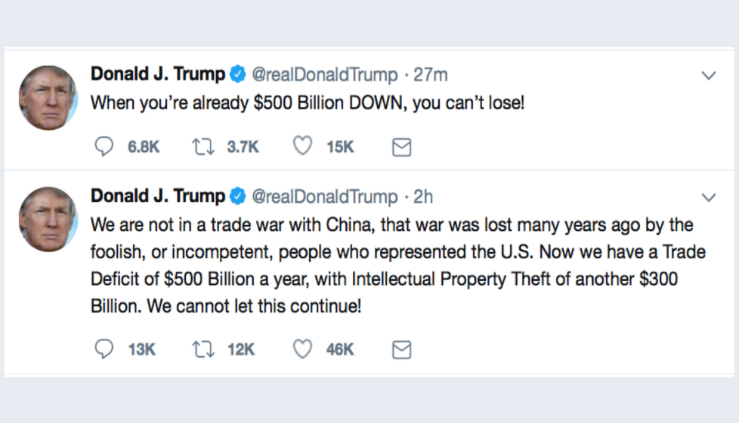 Donald J. Trump @realDonaldTrump · 27m
When you're already $500 Billion DOWN, you can't lose!
6.8K 3.7K 15K
Donald J. Trump @realDonaldTrump · 2h
We are not in a trade war with China, that war was lost many years ago by the
foolish, or incompetent, people who represented the U.S. Now we have a Trade
Deficit of $500 Billion a year, with Intellectual Property Theft of another $300
Billion. We cannot let this continue!
13K 12K 46K